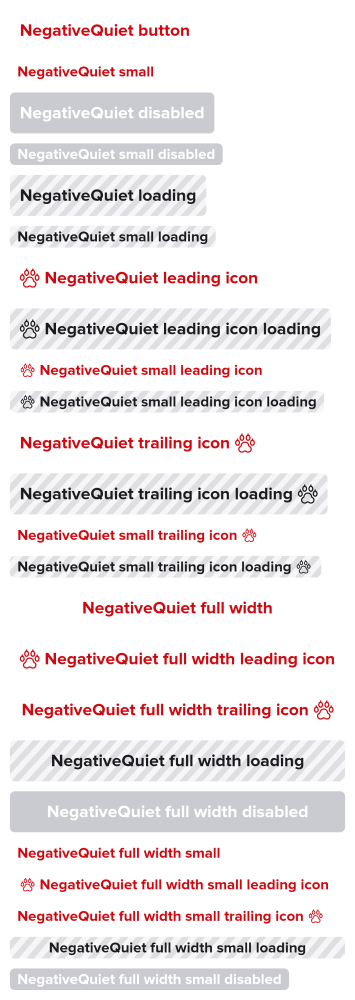 NegativeQuiet button
NegativeQuiet small
NegativeQuiet disabled
NegativeQuiet small disabled
NegativeQuiet loading
NegativeQuiet small loading
NegativeQuiet leading icon
NegativeQuiet leading icon loading
NegativeQuiet small leading icon
NegativeQuiet small leading icon loading
NegativeQuiet trailing icon
NegativeQuiet trailing icon loading
NegativeQuiet small trailing icon
NegativeQuiet small trailing icon loading
NegativeQuiet full width
NegativeQuiet full width leading icon
NegativeQuiet full width trailing icon
NegativeQuiet full width loading
NegativeQuiet full width disabled
NegativeQuiet full width small
NegativeQuiet full width small leading icon
NegativeQuiet full width small trailing icon
NegativeQuiet full width small loading
NegativeQuiet full width small disabled